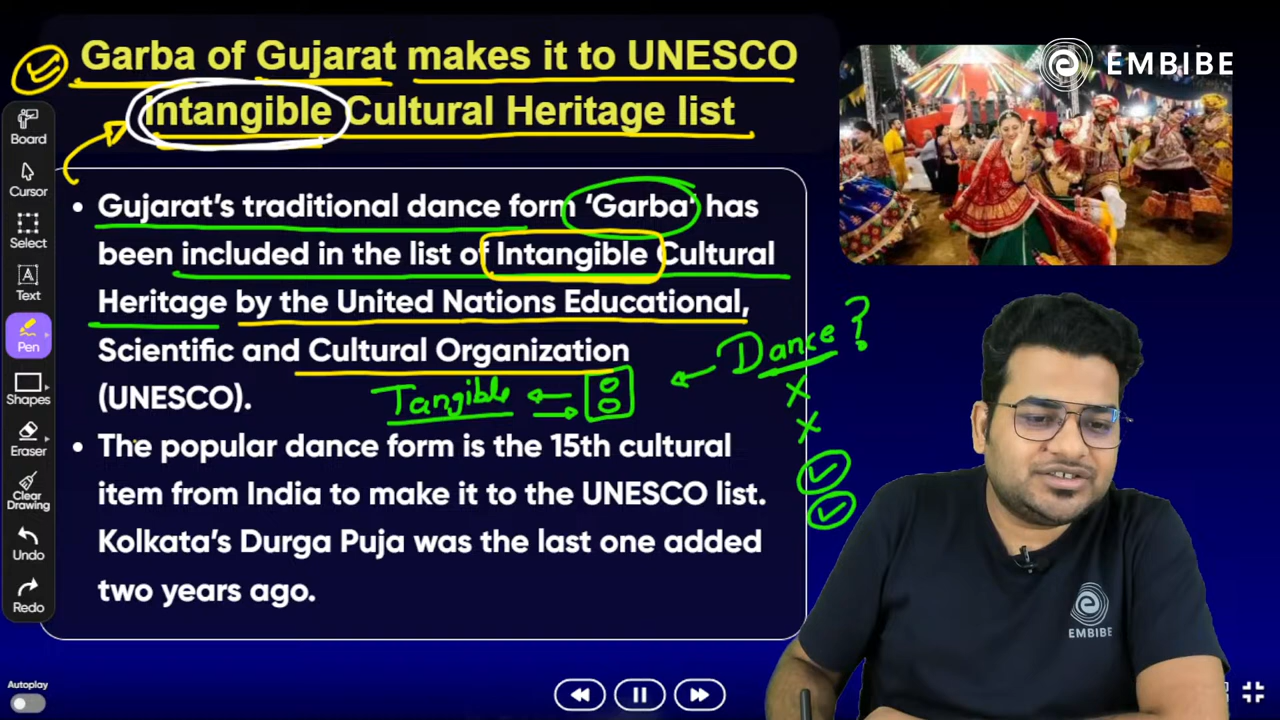 Garba of Gujarat makes it to UNESCO
Intangible Cultural Heritage list
EMBIBE
Board
Cursor
Select
Text
Pen
Shapes
Eraser
Clear
Drawing
Undo
Redo
• Gujarat's traditional dance form 'Garba' has
been included in the list of Intangible Cultural
Heritage by the United Nations Educational,
Scientific and Cultural Organization
(UNESCO).
Tangible
Dance?
• The popular dance form is the 15th cultural
item from India to make it to the UNESCO list.
Kolkata's Durga Puja was the last one added
two years ago.
EMBIBE
Autoplay